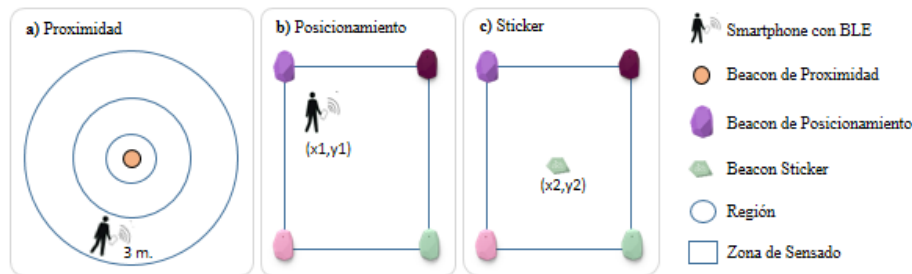 a) Proximidad
3 m.
b) Posicionamiento
(x1,y1)
c) Sticker
(x2,y2)
Smartphone con BLE
Beacon de Proximidad
Beacon de Posicionamiento
Beacon Sticker
Región
Zona de Sensado